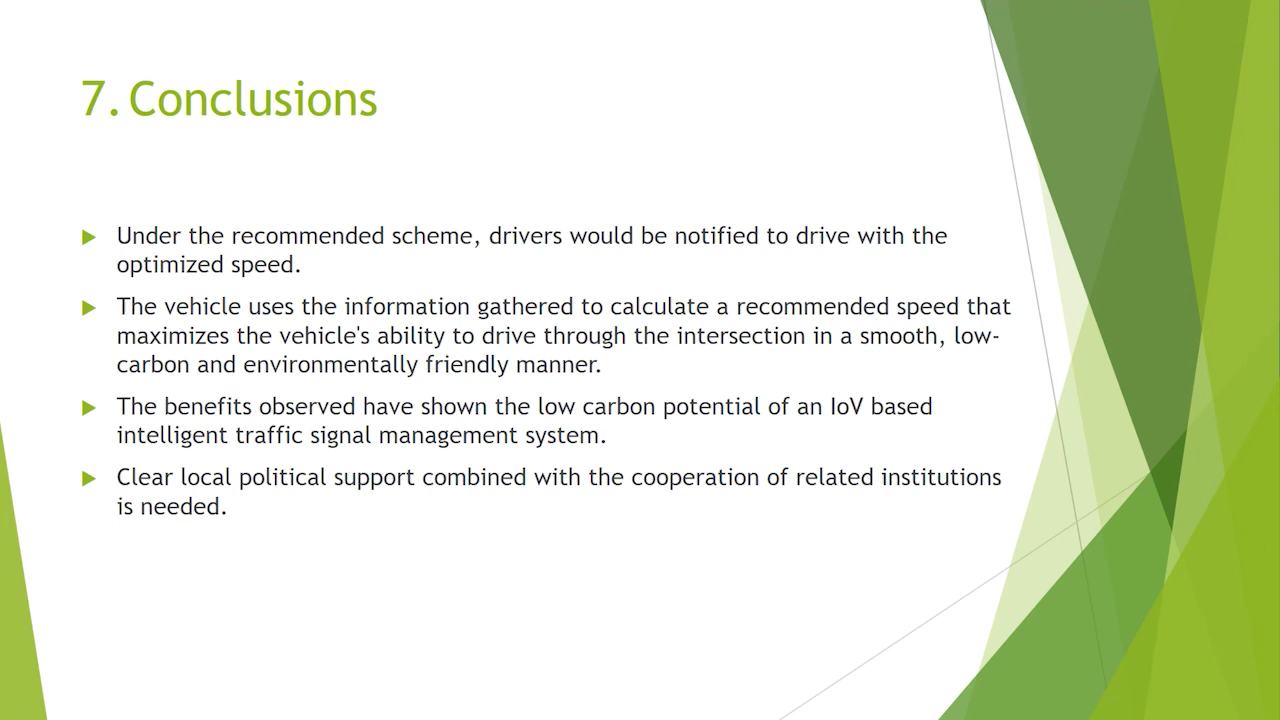 7. Conclusions
Under the recommended scheme, drivers would be notified to drive with the
optimized speed.
The vehicle uses the information gathered to calculate a recommended speed that
maximizes the vehicle's ability to drive through the intersection in a smooth, low-
carbon and environmentally friendly manner.
The benefits observed have shown the low carbon potential of an IoV based
intelligent traffic signal management system.
Clear local political support combined with the cooperation of related institutions
is needed.